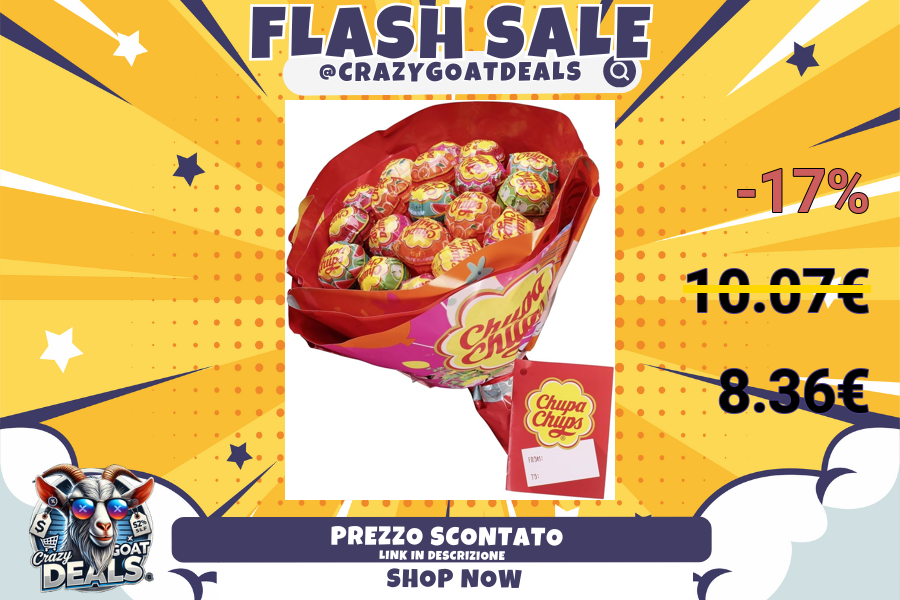 FLASH SALE
@CRAZYGOATDEALS
-17%
10.07€
8.36€
Chupa
Chups
Chupa
Chups
FROM:
TO:
PREZZO SCONTATO
LINK IN DESCRIZIONE
SHOP NOW
$
52%
Crazy
GOAT
DEALS